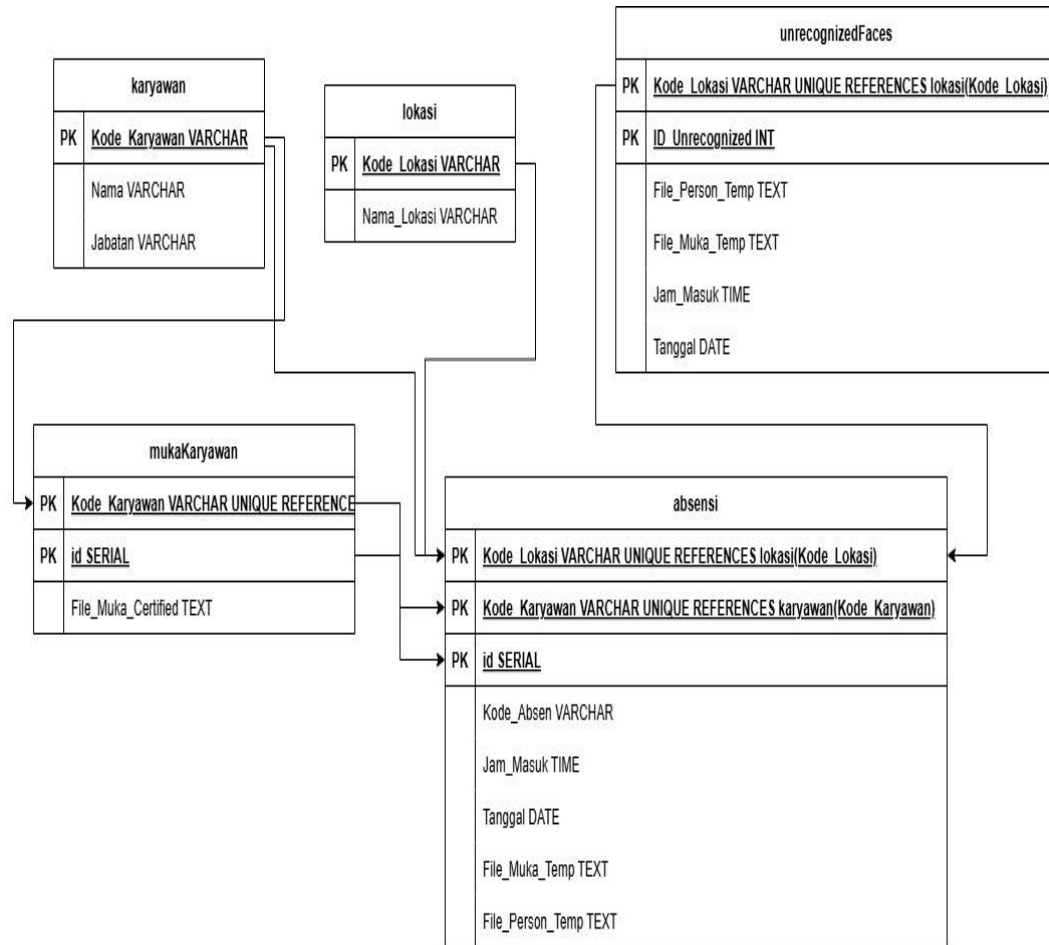 karyawan
PK Kode_Karyawan VARCHAR
Nama VARCHAR
Jabatan VARCHAR
lokasi
PK Kode_Lokasi VARCHAR
Nama_Lokasi VARCHAR
unrecognizedFaces
PK Kode_Lokasi VARCHAR UNIQUE REFERENCES lokasi(Kode_Lokasi)
PK ID_Unrecognized INT
File_Person_Temp TEXT
File_Muka_Temp TEXT
Jam_Masuk TIME
Tanggal DATE
mukaKaryawan
PK Kode_Karyawan VARCHAR UNIQUE REFERENCE
PK id SERIAL
File_Muka_Certified TEXT
absensi
PK Kode_Lokasi VARCHAR UNIQUE REFERENCES lokasi(Kode_Lokasi)
PK Kode_Karyawan VARCHAR UNIQUE REFERENCES karyawan(Kode_Karyawan)
PK id SERIAL
Kode_Absen VARCHAR
Jam_Masuk TIME
Tanggal DATE
File_Muka_Temp TEXT
File_Person_Temp TEXT